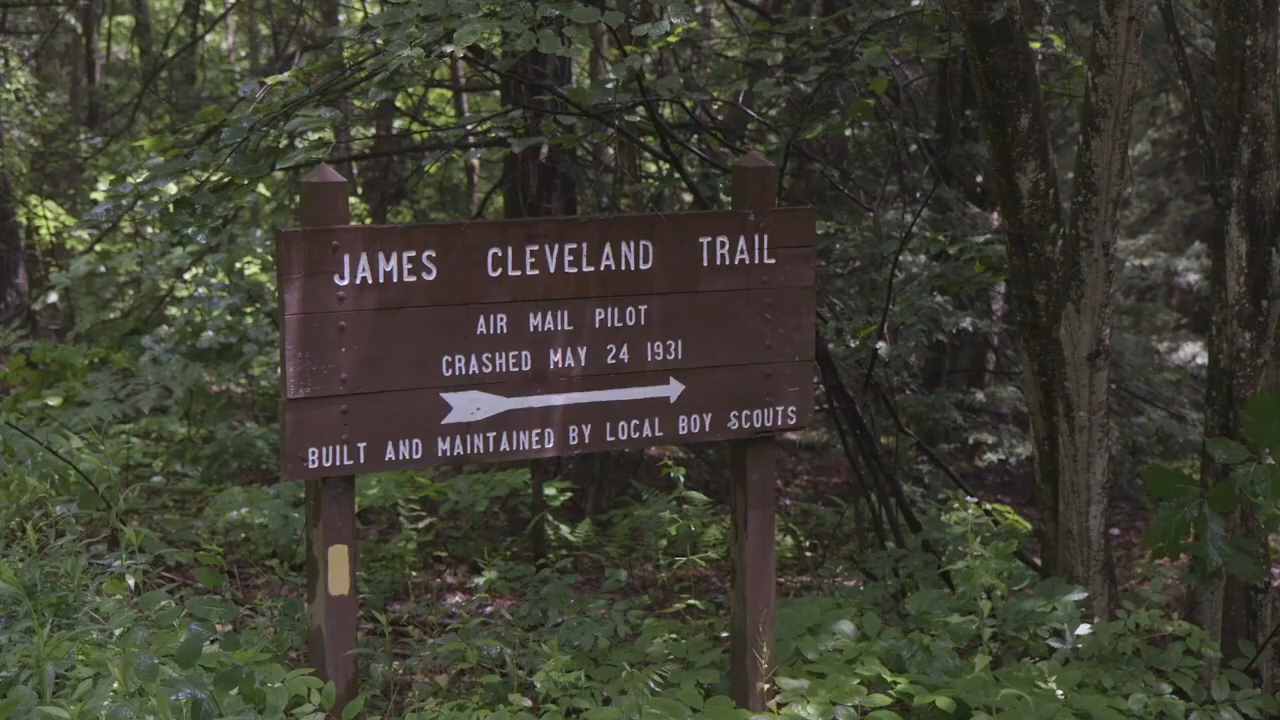 JAMES CLEVELAND TRAIL
AIR MAIL PILOT
CRASHED MAY 24 1931
BUILT AND MAINTAINED BY LOCAL BOY SCOUTS